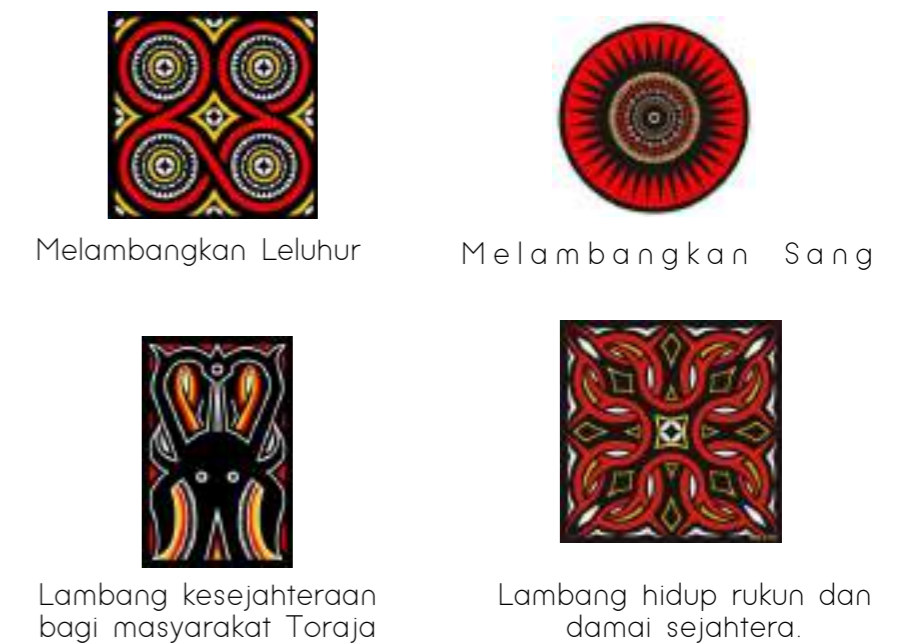 Melambangkan Leluhur
Melambangkan Sang
Lambang kesejahteraan
bagi masyarakat Toraja
Lambang hidup rukun dan
damai sejahtera.